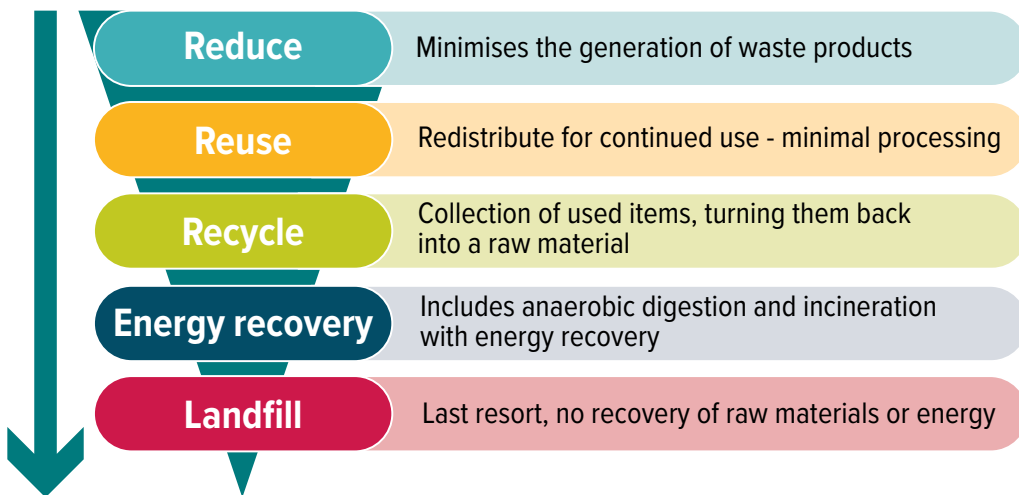 Reduce
Minimises the generation of waste products
Reuse
Redistribute for continued use - minimal processing
Recycle
Collection of used items, turning them back
into a raw material
Energy recovery
Includes anaerobic digestion and incineration
with energy recovery
Landfill
Last resort, no recovery of raw materials or energy